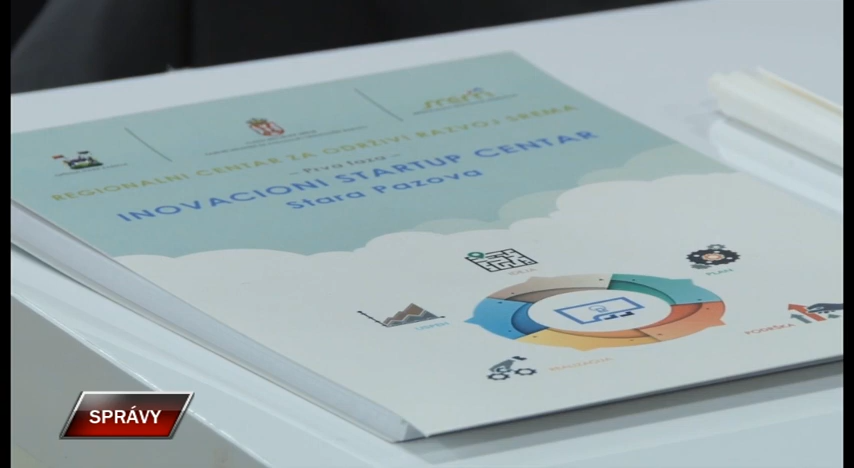 REGIONALNI CENTAR ZA ODRŽIVI RAZVOJ SREMA
– Prva faza –
INOVACIONI STARTUP CENTAR
Stara Pazova
IDEJA
PLAN
USPEH
PODRŠKA
REALIZACIJA
SPRÁVY